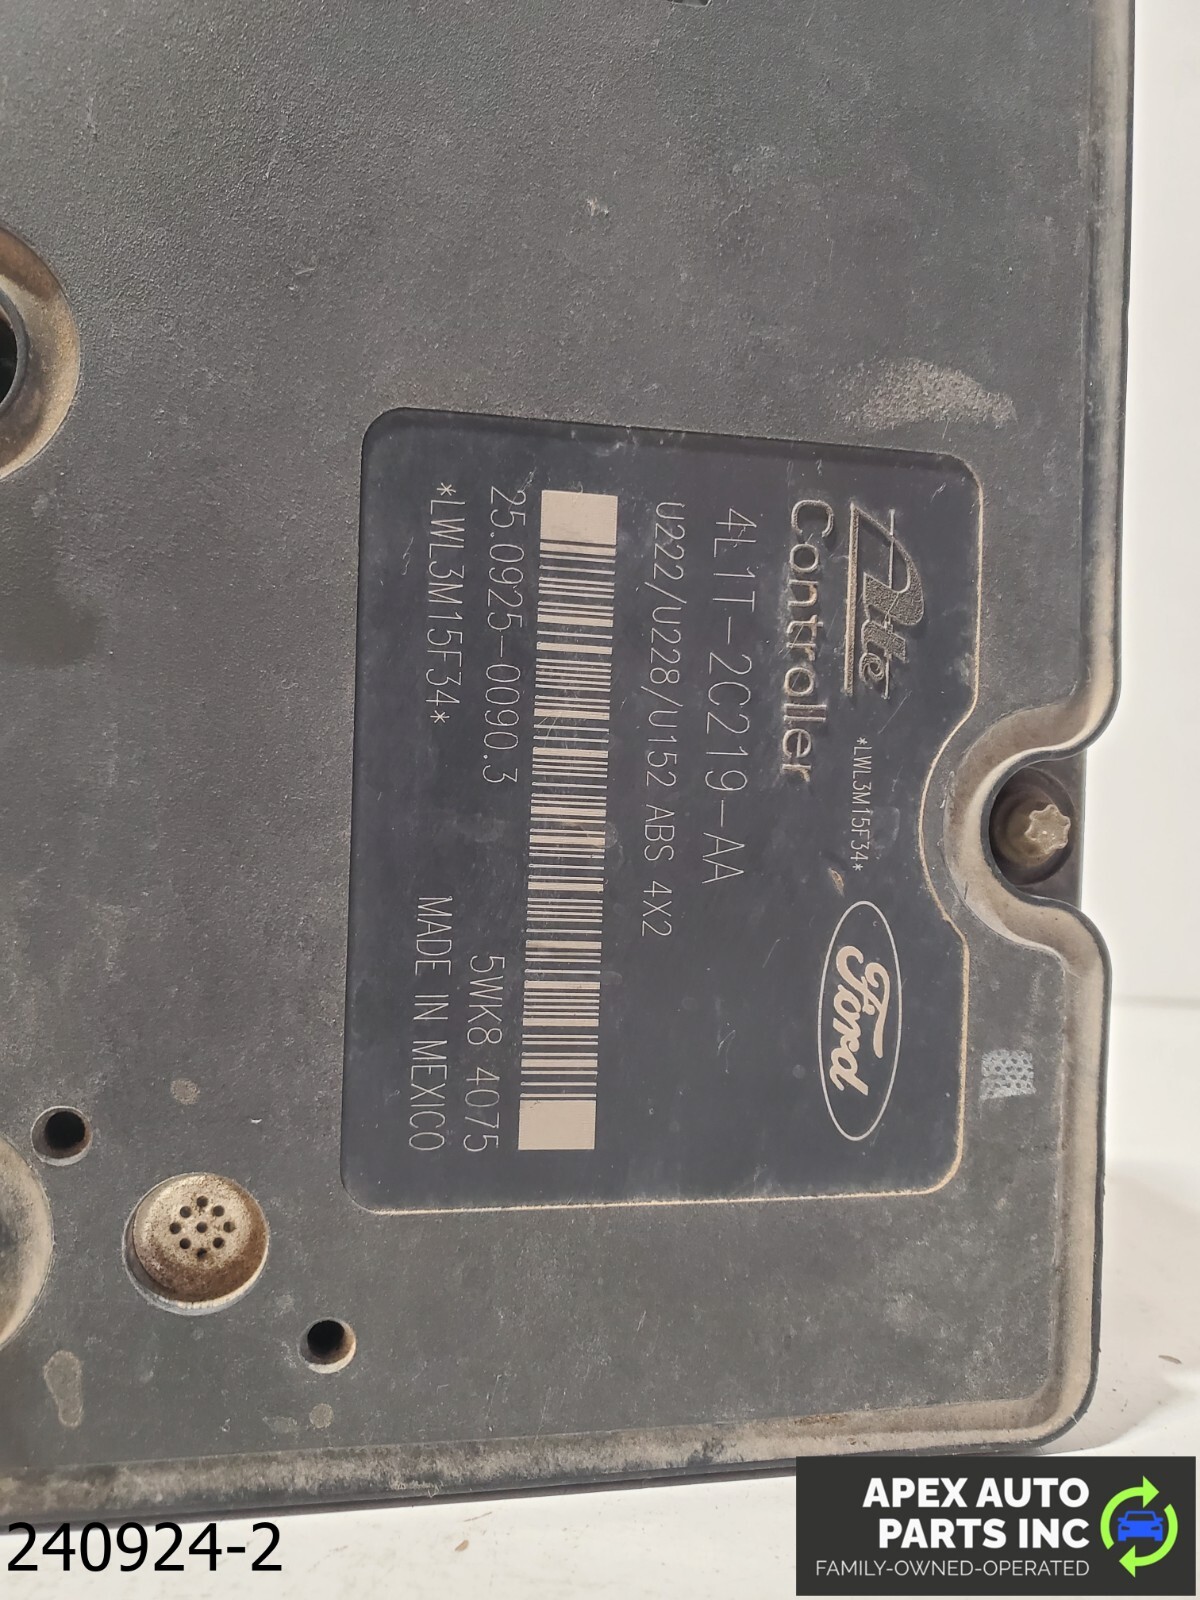 Ate
Controller
*LWL3M15F34*
Ford
4L1T-2C219-AA
U222/U228/U152 ABS 4X2
25.0925-0090.3
5WK8 4075
*LWL3M15F34*
MADE IN MEXICO
240924-2
APEX AUTO
PARTS INC
FAMILY-OWNED-OPERATED